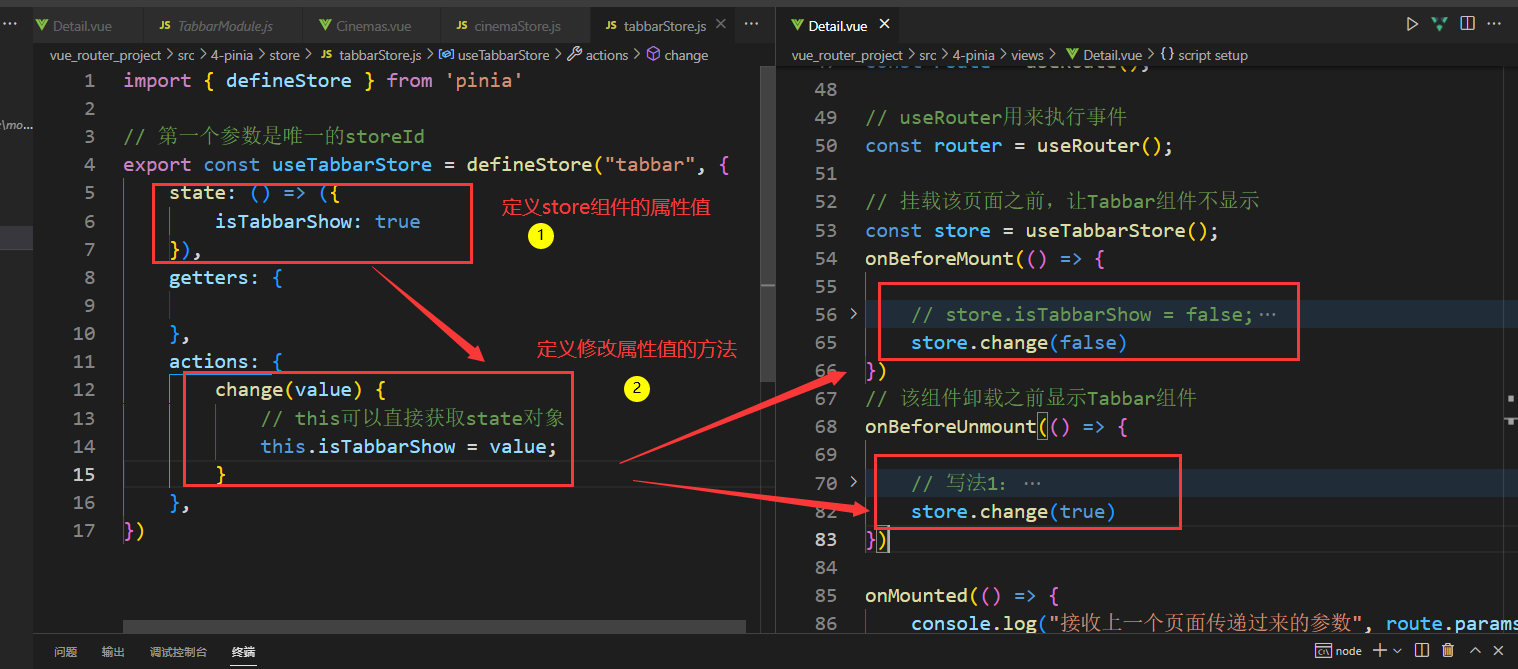 Detail.vue
JS TabbarModule.js
Cinemas.vue
JS cinemaStore.js
JS tabbarStore.js
vue_router_project > src > 4-pinia > store > JS tabbarStore.js > useTabbarStore > actions > change
:\mo...
1 import { defineStore } from 'pinia'
2
3 // 第一个参数是唯一的storeId
4 export const useTabbarStore = defineStore("tabbar", {
5 state: () => ({
6 isTabbarShow: true
7 }),
8 getters: {
9
10 },
11 actions: {
12 change(value) {
13 // this可以直接获取state对象
14 this.isTabbarShow = value;
15 }
16 },
17 })
定义store组件的属性值
1
定义修改属性值的方法
2
Detail.vue
vue_router_project > src > 4-pinia > views > Detail.vue > {} script setup
47 const route = useRoute();
48
49 // useRouter用来执行事件
50 const router = useRouter();
51
52 // 挂载该页面之前，让Tabbar组件不显示
53 const store = useTabbarStore();
54 onBeforeMount(() => {
55
56 // store.isTabbarShow = false;···
65 store.change(false)
66 })
67 // 该组件卸载之前显示Tabbar组件
68 onBeforeUnmount(() => {
69
70 // 写法1: ···
82 store.change(true)
83 })
84
85 onMounted(() => {
86 console.log("接收上一个页面传递过来的参数", route.params
问题 输出 调试控制台 终端
node